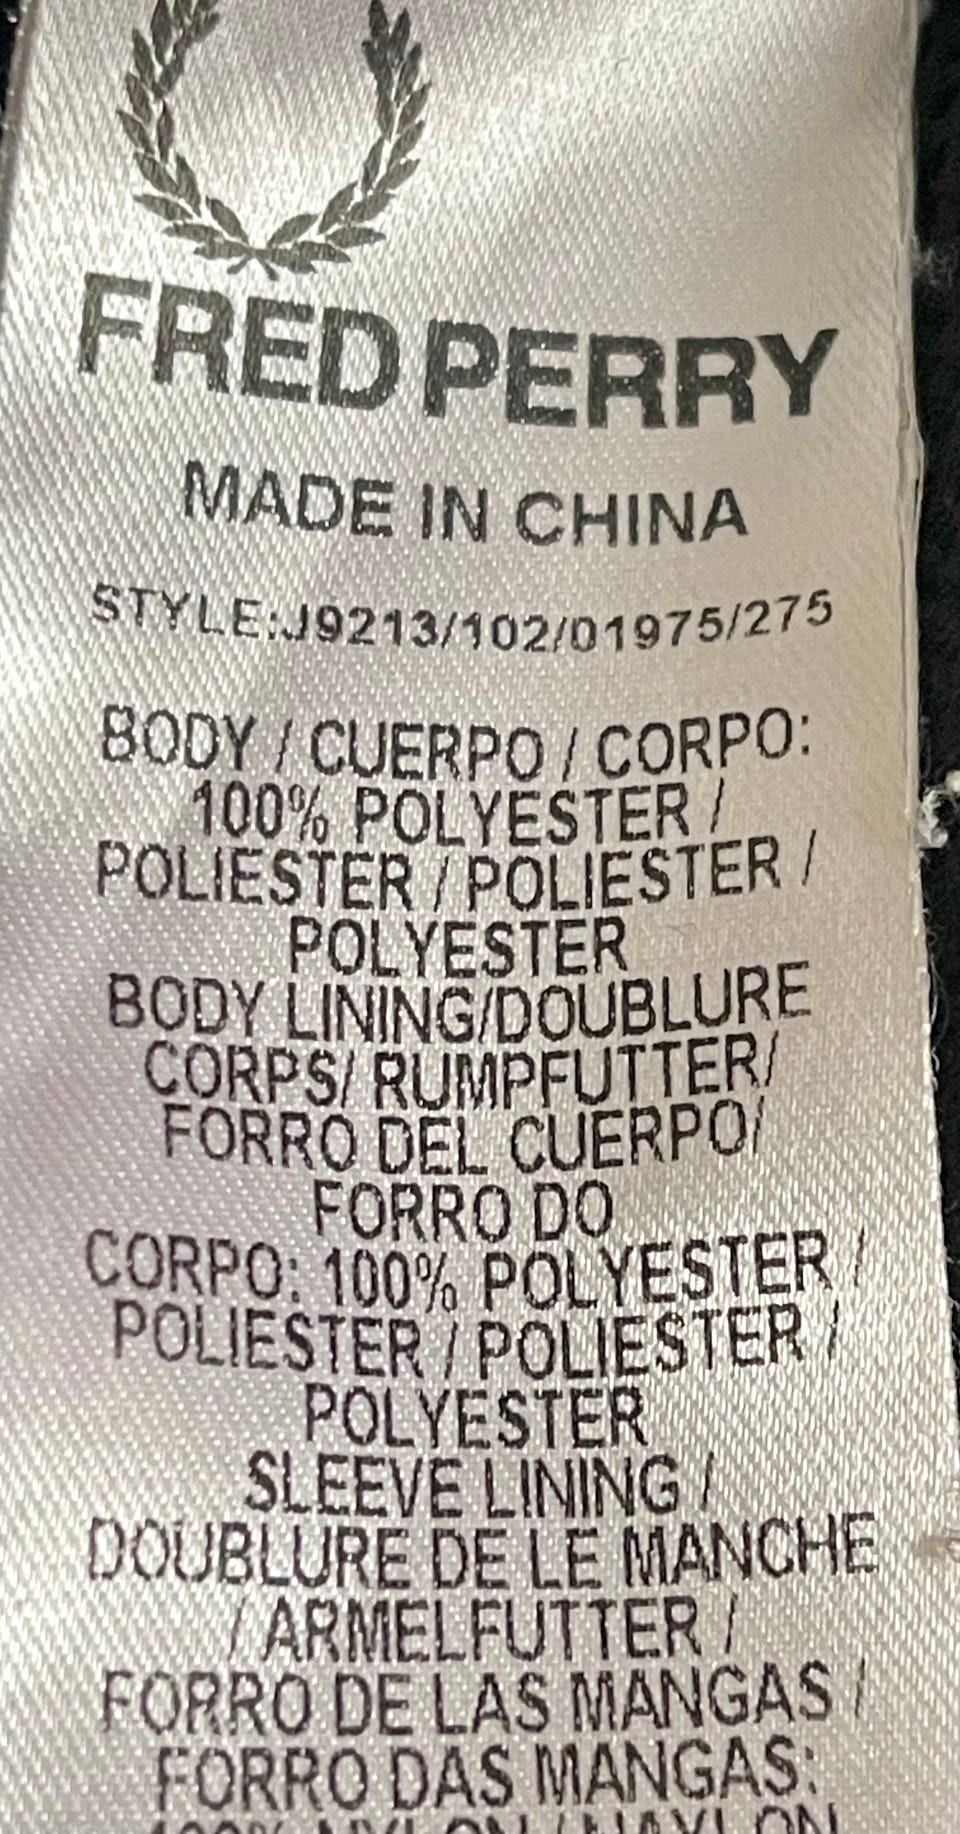 FRED PERRY
MADE IN CHINA
STYLE:J9213/102/01975/275
BODY / CUERPO / CORPO:
100% POLYESTER /
POLIESTER / POLIESTER /
POLYESTER
BODY LINING/DOUBLURE
CORPS/ RUMPFUTTER/
FORRO DEL CUERPO/
FORRO DO
CORPO: 100% POLYESTER /
POLIESTER / POLIESTER /
POLYESTER
SLEEVE LINING /
DOUBLURE DE LE MANCHE
/ ARMELFUTTER /
FORRO DE LAS MANGAS /
FORRO DAS MANGAS:
100% NYLON /